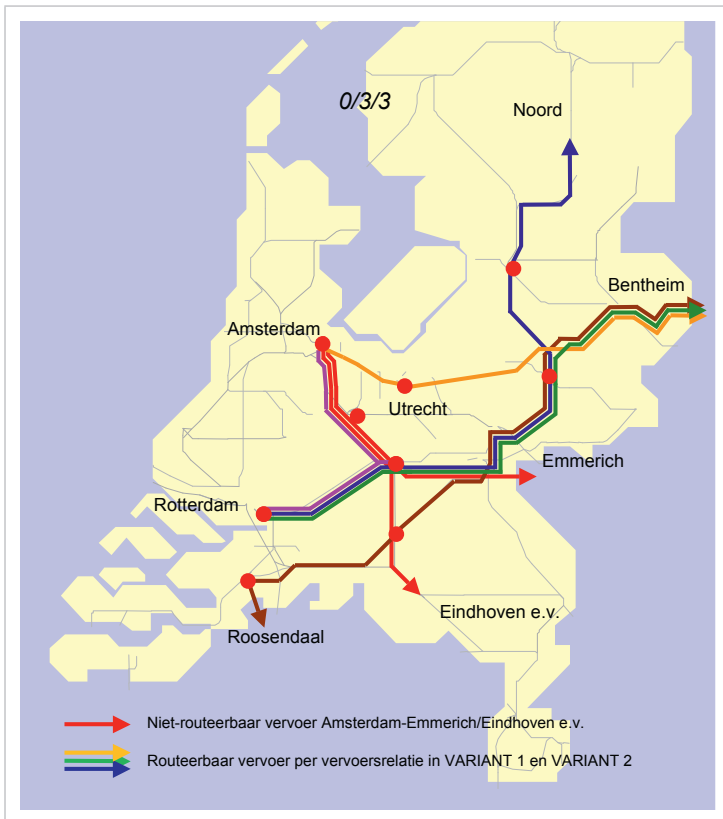 0/3/3
Noord
Bentheim
Amsterdam
Utrecht
Emmerich
Rotterdam
Eindhoven e.v.
Roosendaal
Niet-routeerbaar vervoer Amsterdam-Emmerich/Eindhoven e.v.
Routeerbaar vervoer per vervoersrelatie in VARIANT 1 en VARIANT 2